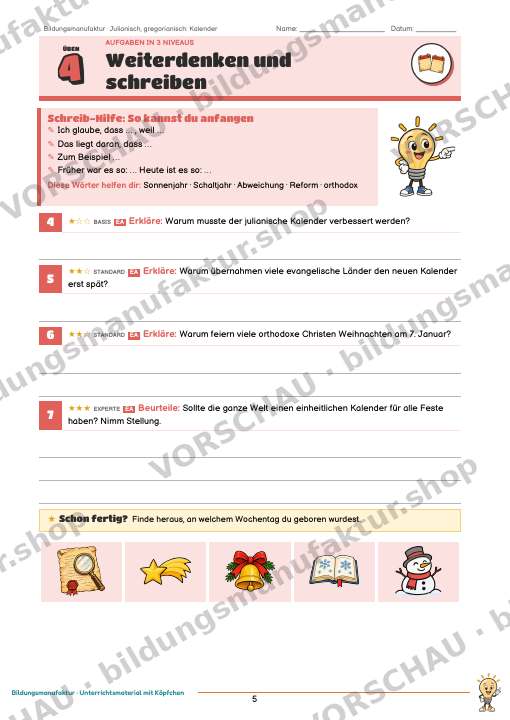 Bildungsmanufaktur · Julianisch, gregorianisch: Kalender Name: Datum:
ÜBEN
4
AUFGABEN IN 3 NIVEAUS
Weiterdenken und
schreiben
Schreib-Hilfe: So kannst du anfangen
✎ Ich glaube, dass …, weil …
✎ Das liegt daran, dass …
✎ Zum Beispiel …
✎ Früher war es so: … Heute ist es so: …
Diese Wörter helfen dir: Sonnenjahr · Schaltjahr · Abweichung · Reform · orthodox
4 ★☆☆ BASIS EA Erkläre: Warum musste der julianische Kalender verbessert werden?
5 ★★☆ STANDARD EA Erkläre: Warum übernahmen viele evangelische Länder den neuen Kalender
erst spät?
6 ★★☆ STANDARD EA Erkläre: Warum feiern viele orthodoxe Christen Weihnachten am 7. Januar?
7 ★★★ EXPERTE EA Beurteile: Sollte die ganze Welt einen einheitlichen Kalender für alle Feste
haben? Nimm Stellung.
★ Schon fertig? Finde heraus, an welchem Wochentag du geboren wurdest.
Bildungsmanufaktur · Unterrichtsmaterial mit Köpfchen
5
VORSCHAU · bildungsmanufaktur.shop